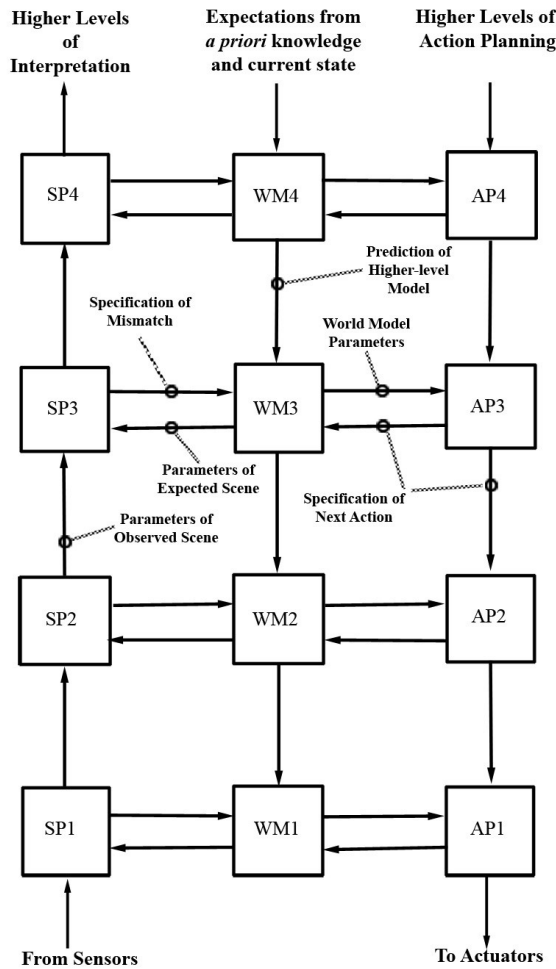 Higher Levels
of
Interpretation
Expectations from
a priori knowledge
and current state
Higher Levels of
Action Planning
SP4
WM4
AP4
Prediction of
Higher-level
Model
Specification of
Mismatch
World Model
Parameters
SP3
WM3
AP3
Parameters of
Expected Scene
Specification of
Next Action
Parameters of
Observed Scene
SP2
WM2
AP2
SP1
WM1
AP1
From Sensors
To Actuators